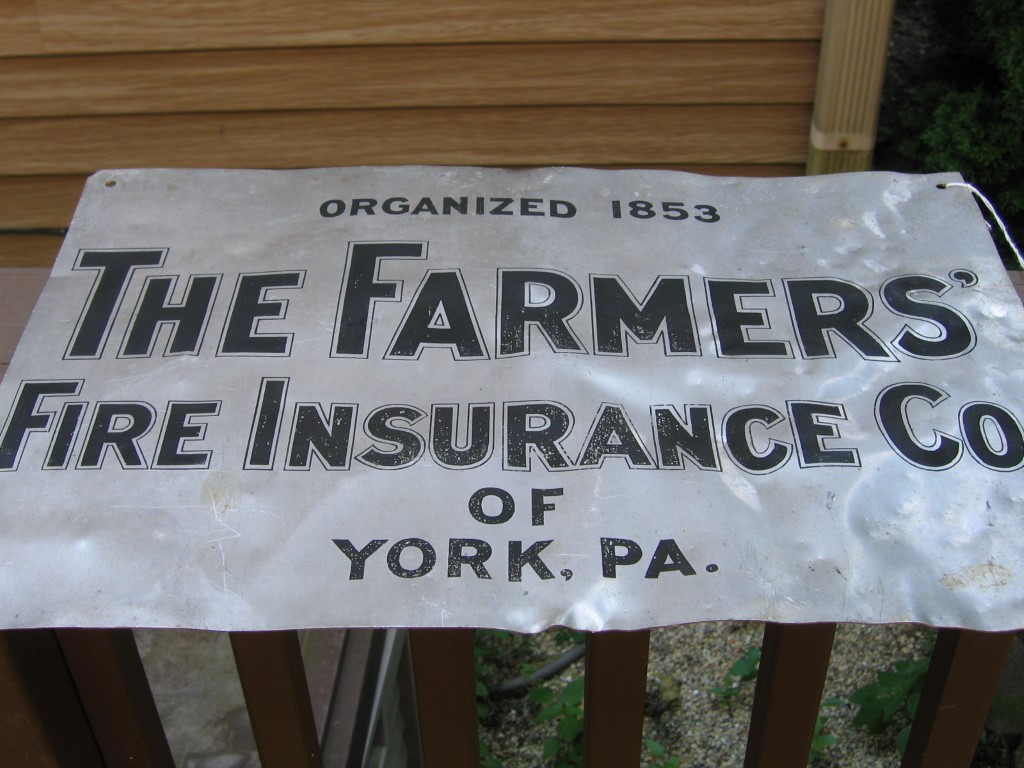 ORGANIZED 1853
THE FARMERS'
FIRE INSURANCE CO
OF
YORK, PA.